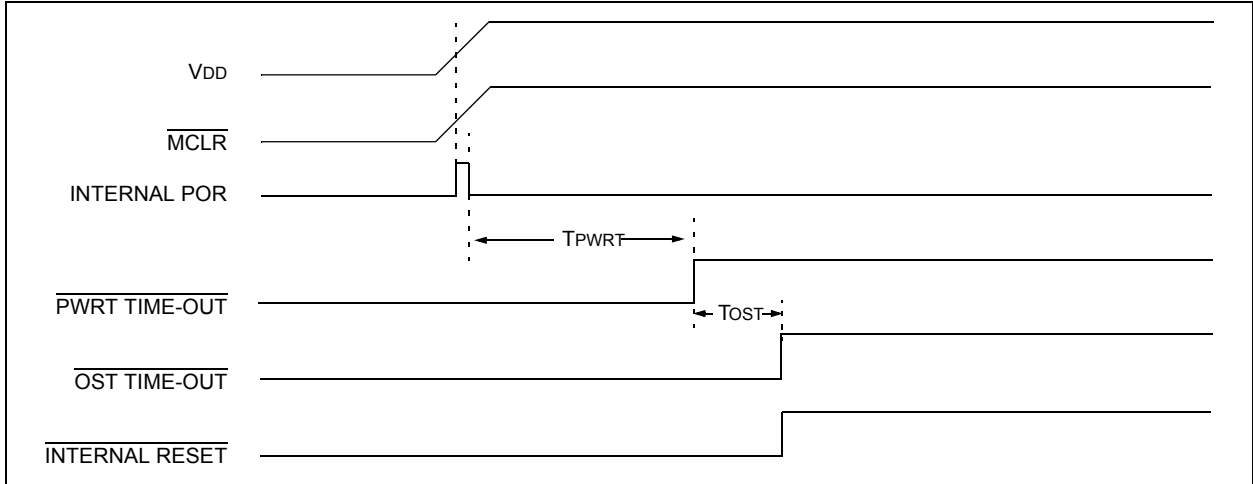 VDD
MCLR
INTERNAL POR
TPWRT
PWRT TIME-OUT
TOST
OST TIME-OUT
INTERNAL RESET